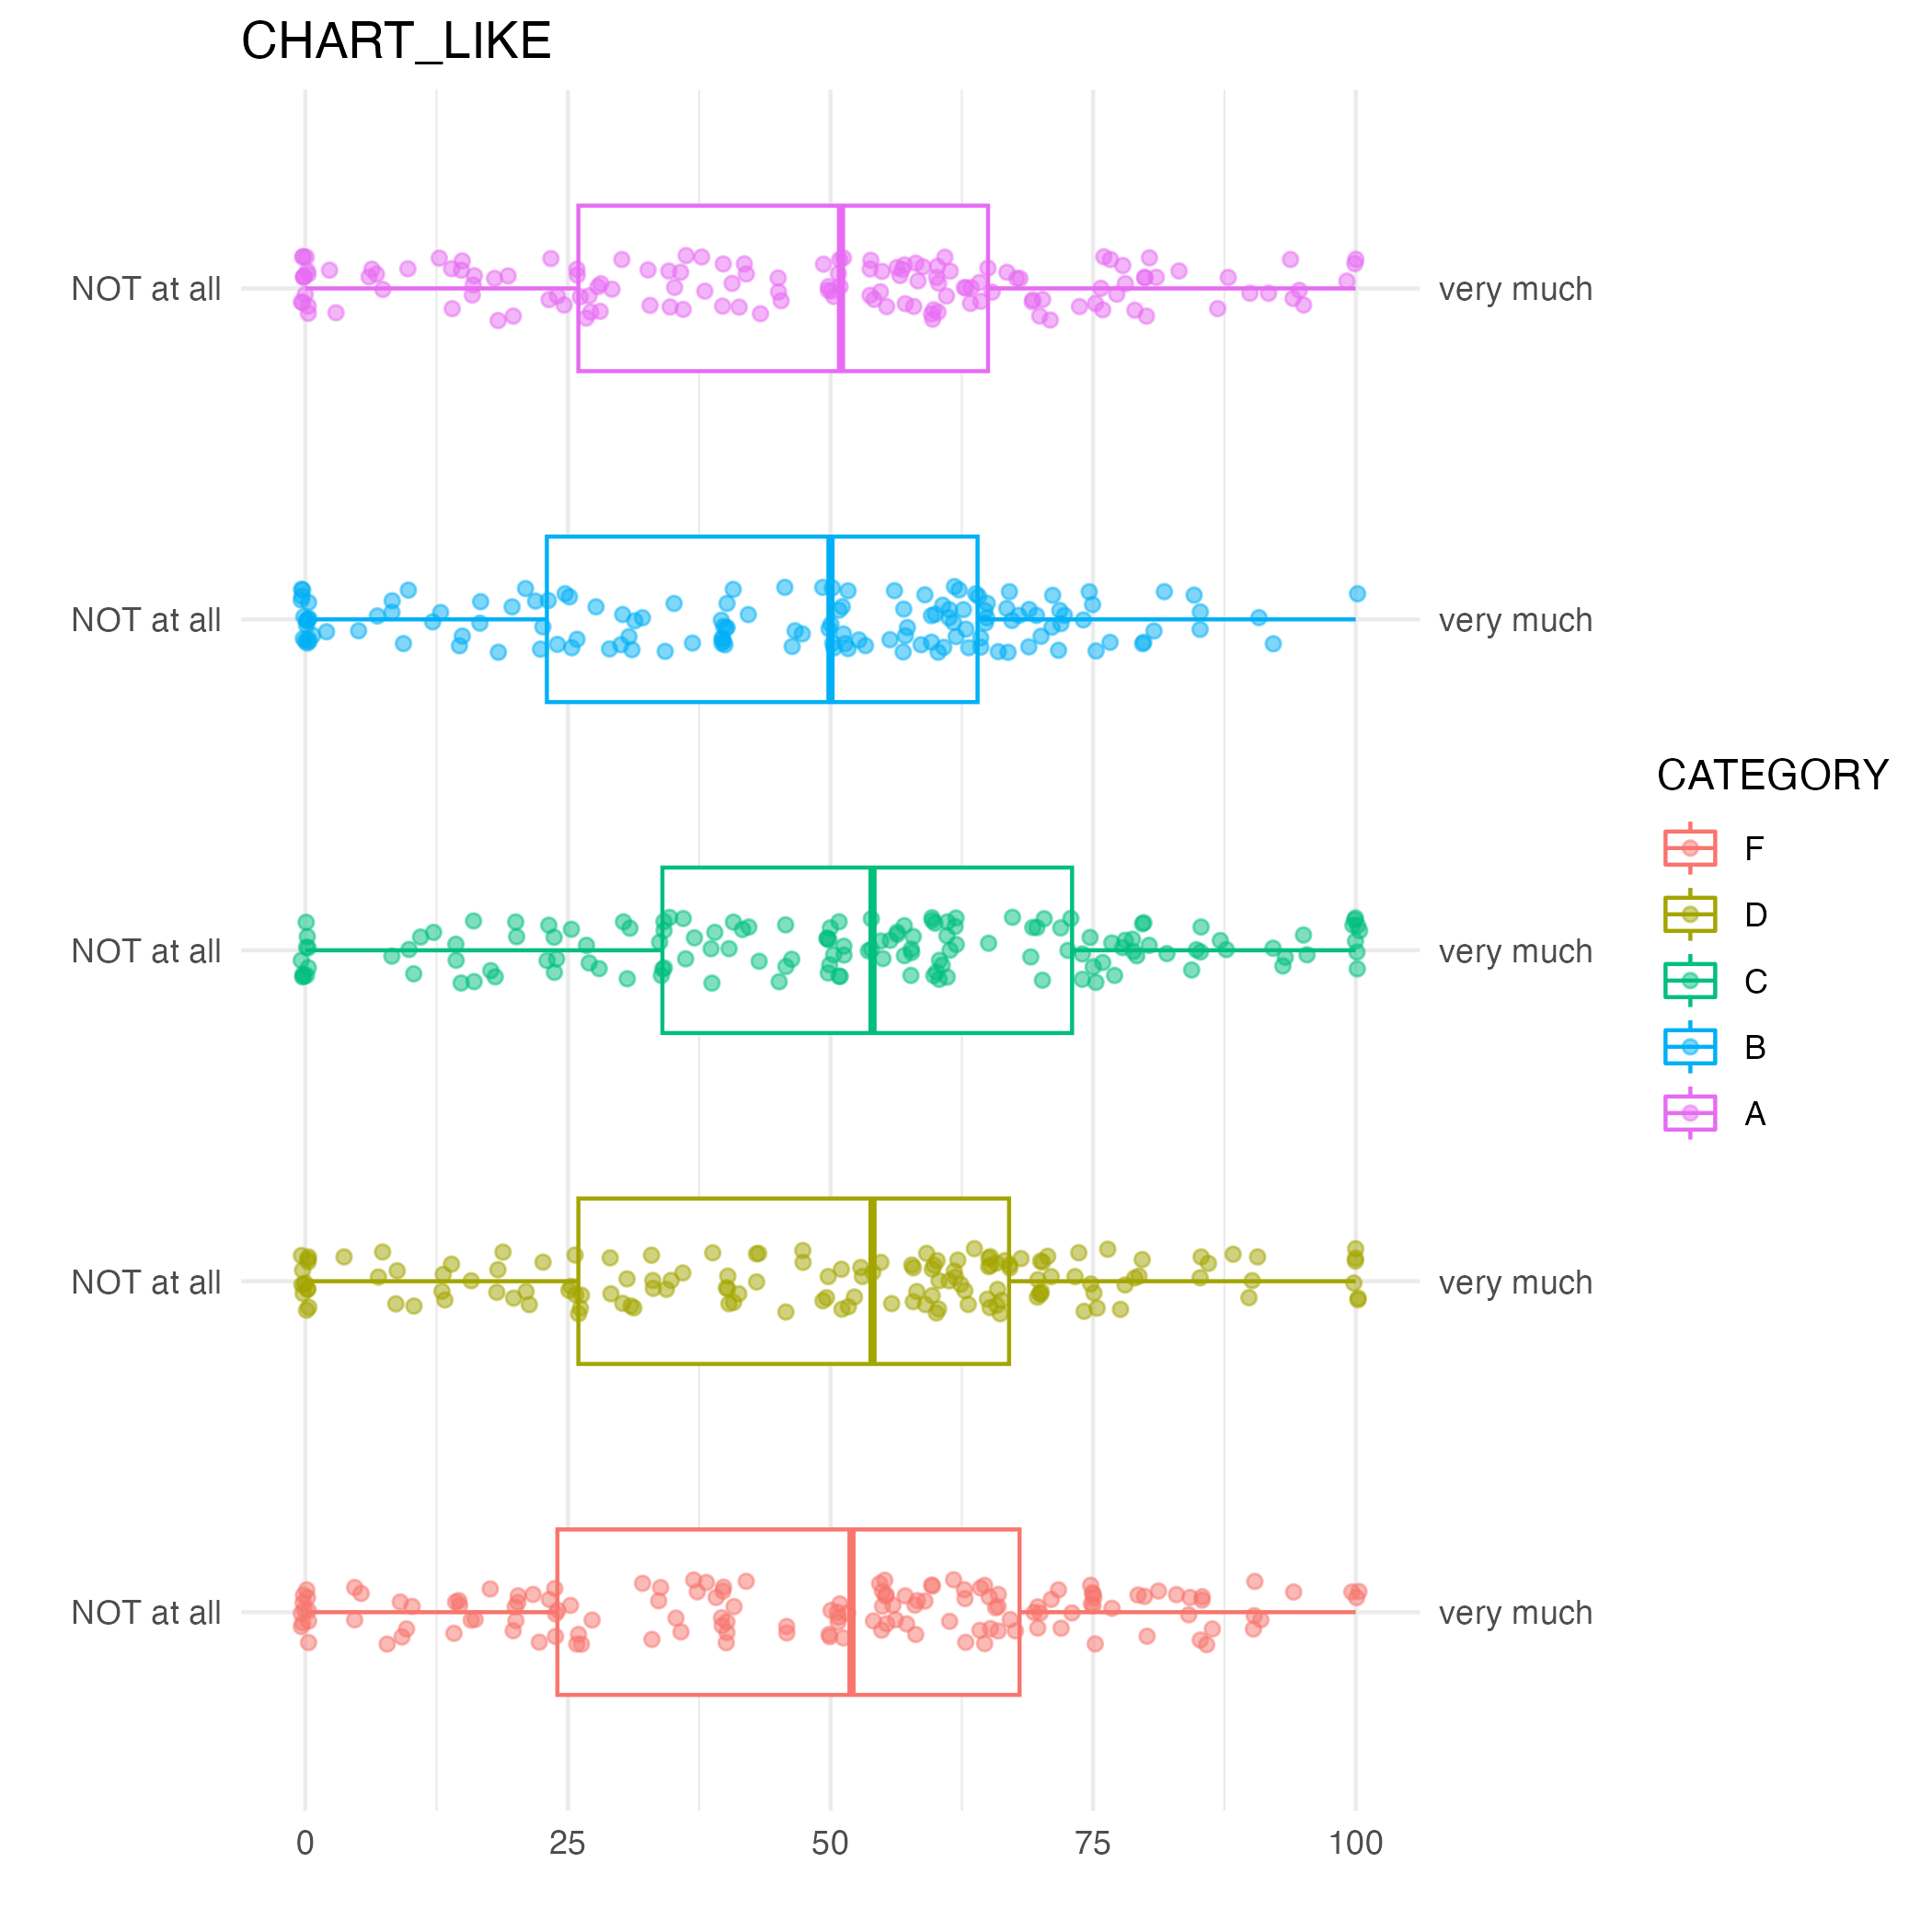 CHART_LIKE
NOT at all very much
NOT at all very much
CATEGORY
F
NOT at all very much
D
C
B
A
NOT at all very much
NOT at all very much
0 25 50 75 100